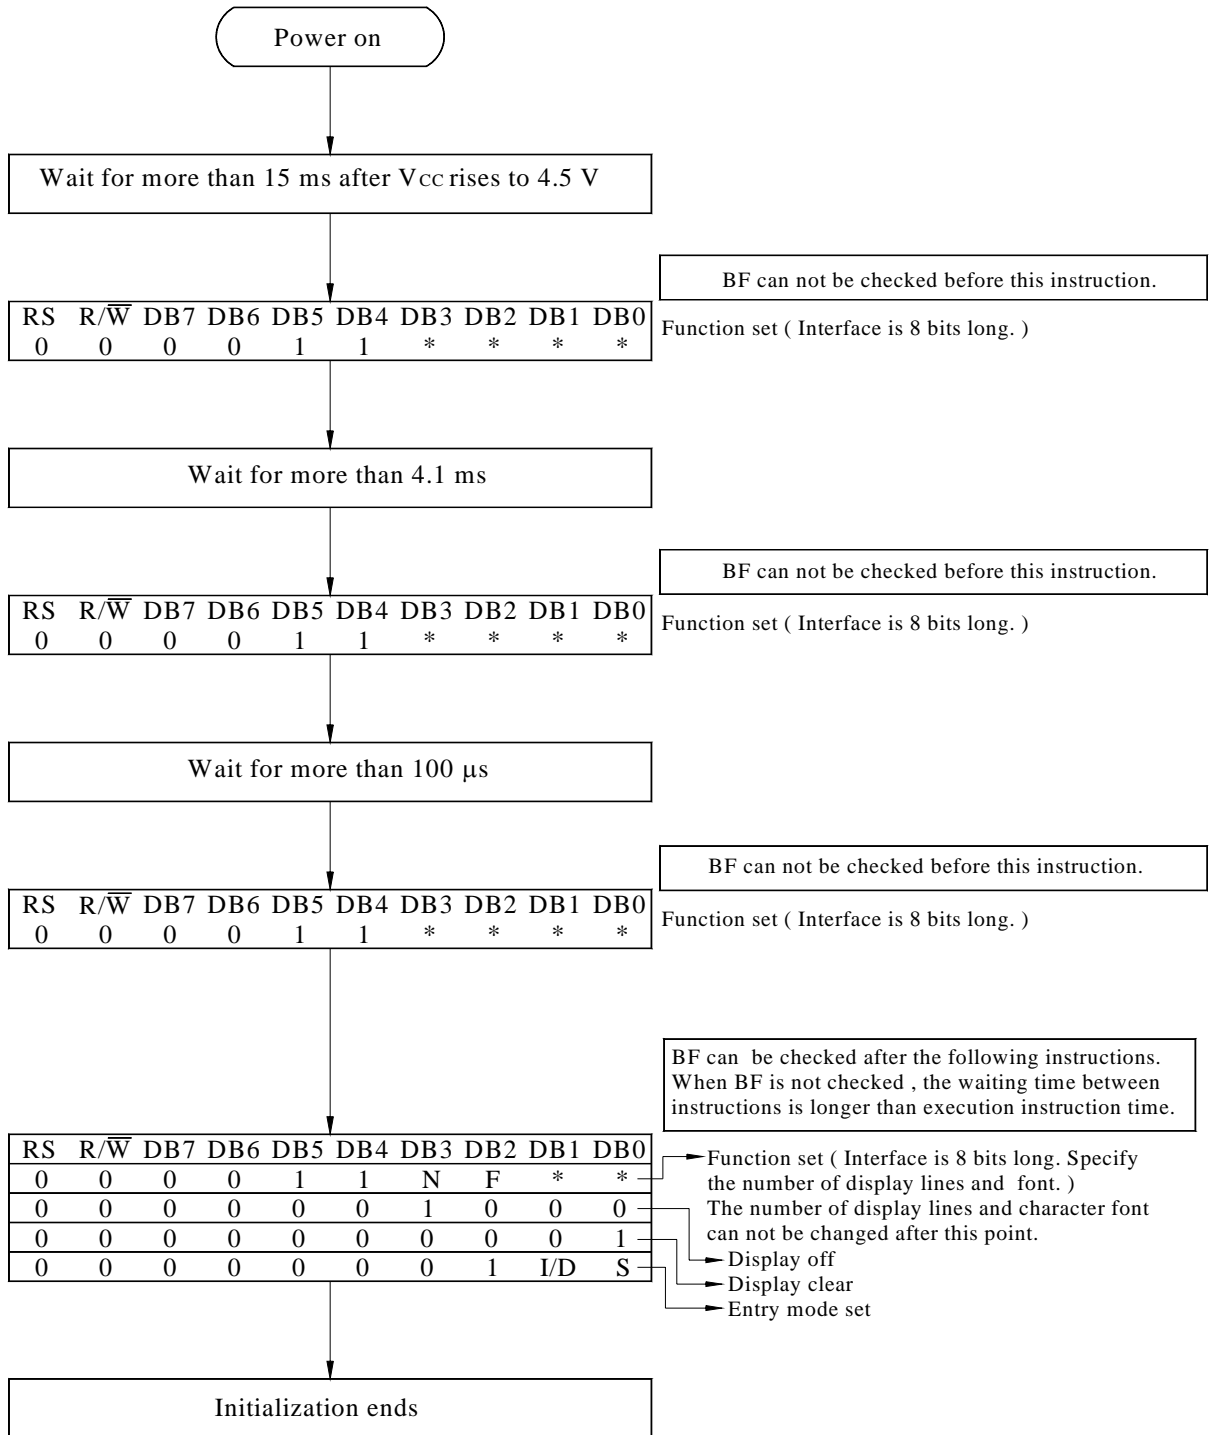 Power on
Wait for more than 15 ms after VCC rises to 4.5 V
BF can not be checked before this instruction.
RS R/W̅ DB7 DB6 DB5 DB4 DB3 DB2 DB1 DB0
0 0 0 0 1 1 * * * *
Function set ( Interface is 8 bits long. )
Wait for more than 4.1 ms
BF can not be checked before this instruction.
RS R/W̅ DB7 DB6 DB5 DB4 DB3 DB2 DB1 DB0
0 0 0 0 1 1 * * * *
Function set ( Interface is 8 bits long. )
Wait for more than 100 µs
BF can not be checked before this instruction.
RS R/W̅ DB7 DB6 DB5 DB4 DB3 DB2 DB1 DB0
0 0 0 0 1 1 * * * *
Function set ( Interface is 8 bits long. )
BF can be checked after the following instructions.
When BF is not checked , the waiting time between
instructions is longer than execution instruction time.
RS R/W̅ DB7 DB6 DB5 DB4 DB3 DB2 DB1 DB0
0 0 0 0 1 1 N F * *
0 0 0 0 0 0 1 0 0 0
0 0 0 0 0 0 0 0 0 1
0 0 0 0 0 0 0 1 I/D S
Function set ( Interface is 8 bits long. Specify
the number of display lines and font. )
The number of display lines and character font
can not be changed after this point.
Display off
Display clear
Entry mode set
Initialization ends